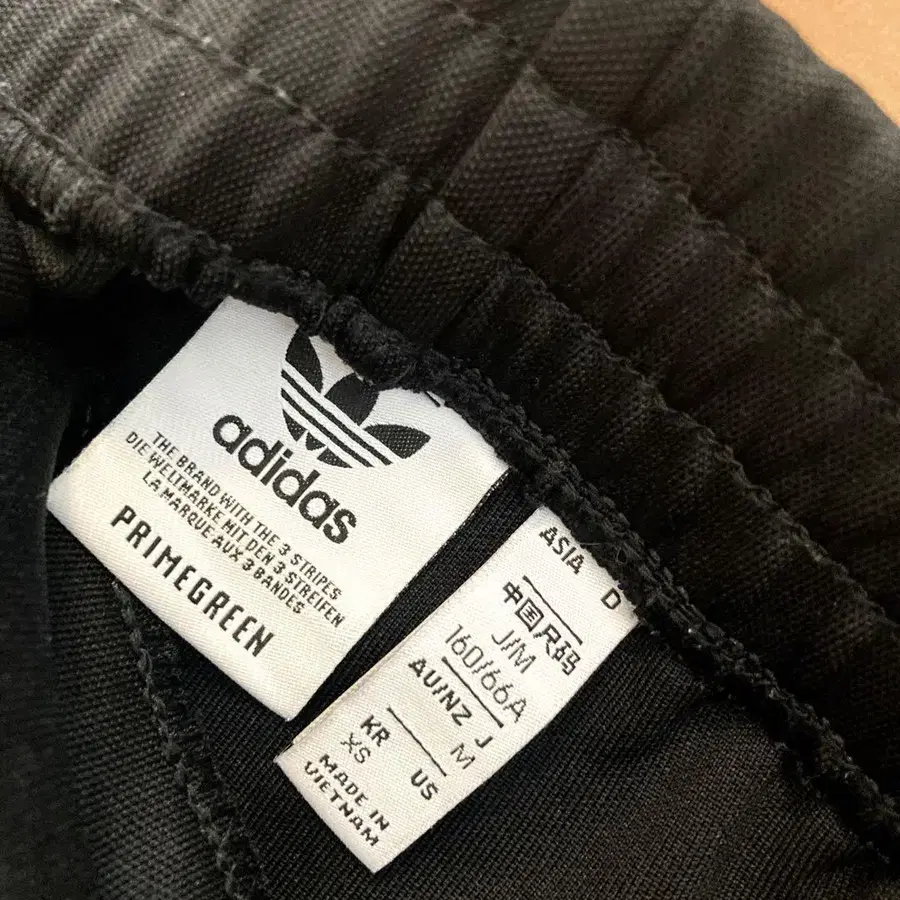 adidas
THE BRAND WITH THE 3 STRIPES
DIE WELTMARKE MIT DEN 3 STREIFEN
LA MARQUE AUX 3 BANDES
PRIMEGREEN
ASIA
D
中国尺码
J/M
160/66A
AU/NZ
J
M
KR
XS
US
MADE IN
VIETNAM